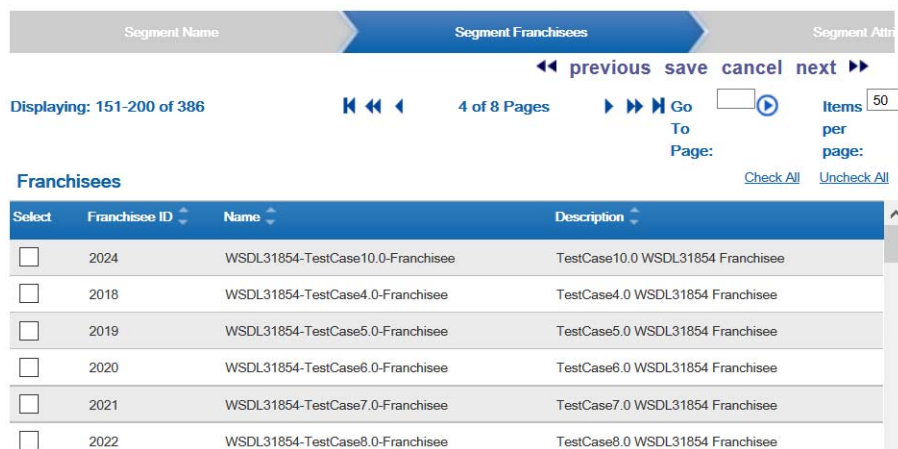 Segment Name Segment Franchisees Segment Attri
previous save cancel next
Displaying: 151-200 of 386 4 of 8 Pages Go To Page: Items per page: 50
Franchisees Check All Uncheck All
Select Franchisee ID Name Description
2024 WSDL31854-TestCase10.0-Franchisee TestCase10.0 WSDL31854 Franchisee
2018 WSDL31854-TestCase4.0-Franchisee TestCase4.0 WSDL31854 Franchisee
2019 WSDL31854-TestCase5.0-Franchisee TestCase5.0 WSDL31854 Franchisee
2020 WSDL31854-TestCase6.0-Franchisee TestCase6.0 WSDL31854 Franchisee
2021 WSDL31854-TestCase7.0-Franchisee TestCase7.0 WSDL31854 Franchisee
2022 WSDL31854-TestCase8.0-Franchisee TestCase8.0 WSDL31854 Franchisee